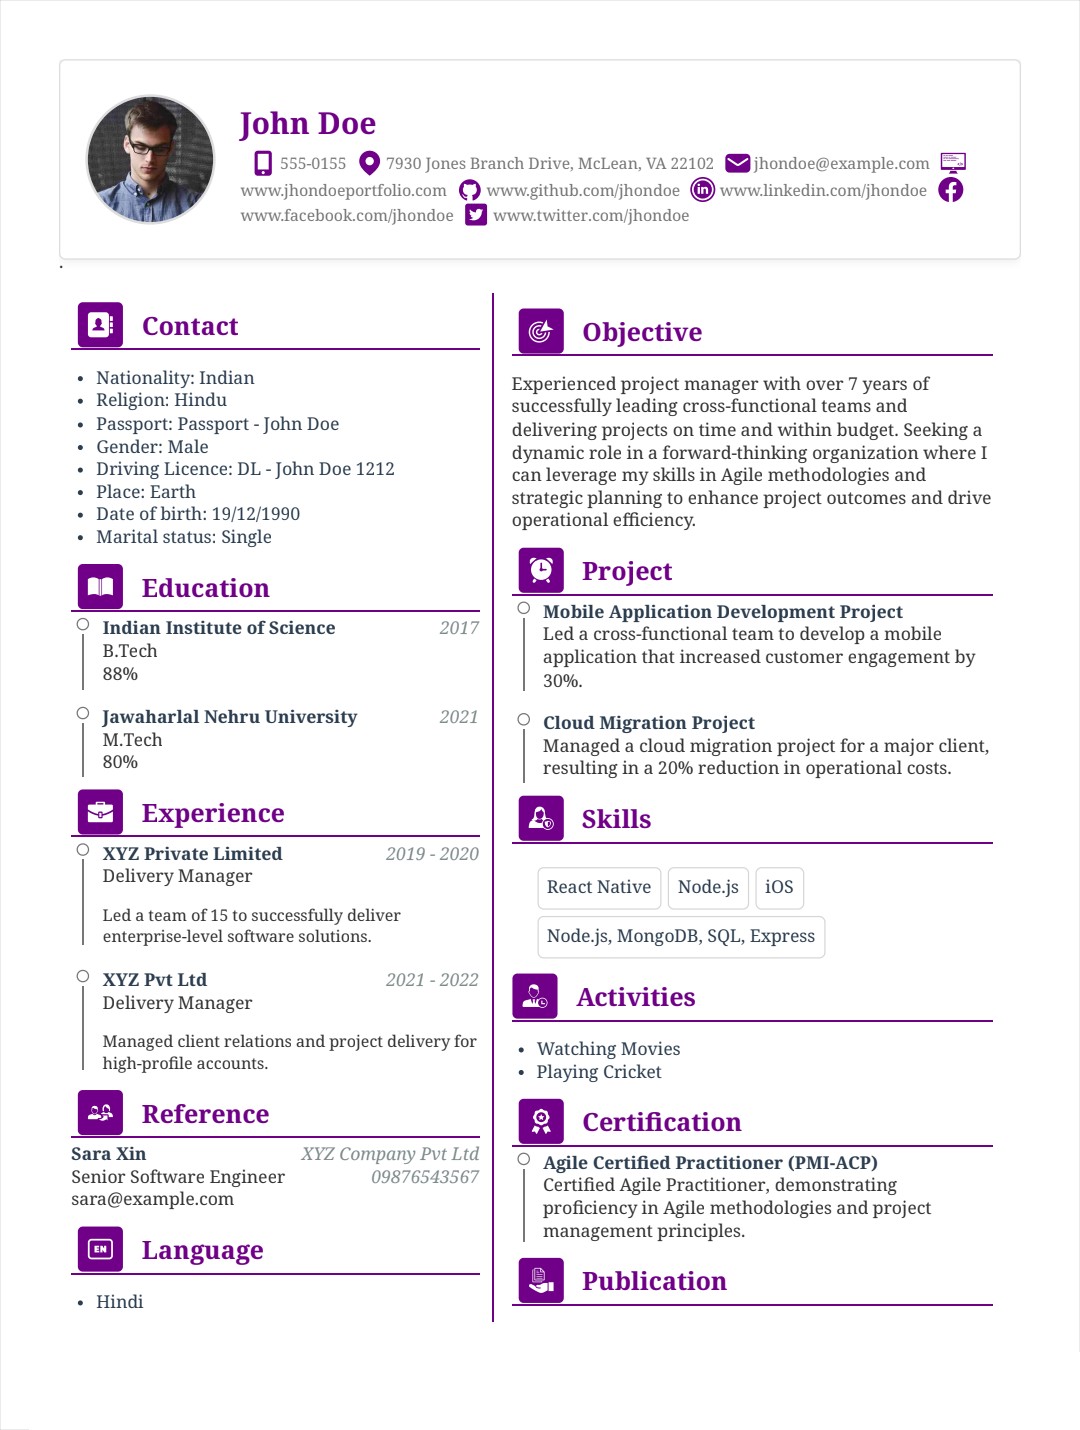 John Doe
555-0155 7930 Jones Branch Drive, McLean, VA 22102 jhondoe@example.com
www.jhondoeportfolio.com www.github.com/jhondoe www.linkedin.com/jhondoe
www.facebook.com/jhondoe www.twitter.com/jhondoe
.
Contact
• Nationality: Indian
• Religion: Hindu
• Passport: Passport - John Doe
• Gender: Male
• Driving Licence: DL - John Doe 1212
• Place: Earth
• Date of birth: 19/12/1990
• Marital status: Single
Education
Indian Institute of Science 2017
B.Tech
88%
Jawaharlal Nehru University 2021
M.Tech
80%
Experience
XYZ Private Limited 2019 - 2020
Delivery Manager
Led a team of 15 to successfully deliver
enterprise-level software solutions.
XYZ Pvt Ltd 2021 - 2022
Delivery Manager
Managed client relations and project delivery for
high-profile accounts.
Reference
Sara Xin XYZ Company Pvt Ltd
Senior Software Engineer 09876543567
sara@example.com
EN Language
• Hindi
Objective
Experienced project manager with over 7 years of
successfully leading cross-functional teams and
delivering projects on time and within budget. Seeking a
dynamic role in a forward-thinking organization where I
can leverage my skills in Agile methodologies and
strategic planning to enhance project outcomes and drive
operational efficiency.
Project
Mobile Application Development Project
Led a cross-functional team to develop a mobile
application that increased customer engagement by
30%.
Cloud Migration Project
Managed a cloud migration project for a major client,
resulting in a 20% reduction in operational costs.
Skills
React Native Node.js iOS
Node.js, MongoDB, SQL, Express
Activities
• Watching Movies
• Playing Cricket
Certification
Agile Certified Practitioner (PMI-ACP)
Certified Agile Practitioner, demonstrating
proficiency in Agile methodologies and project
management principles.
Publication